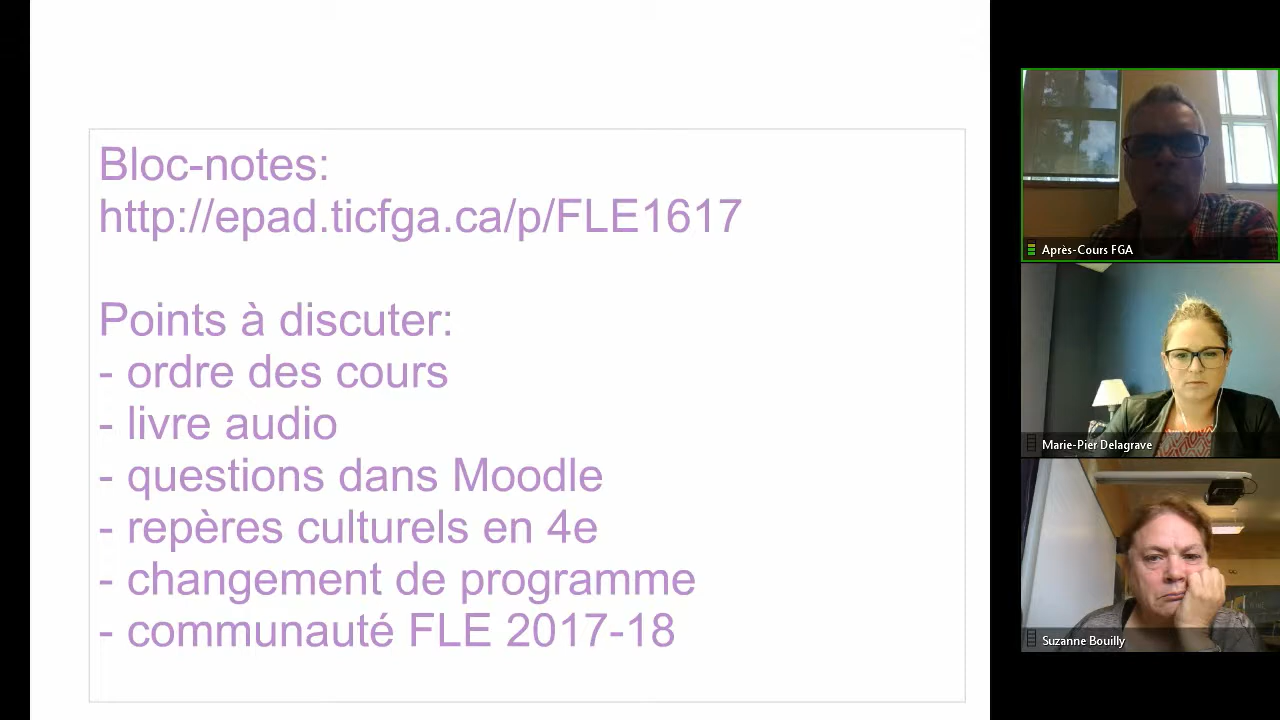 Bloc-notes:
http://epad.ticfga.ca/p/FLE1617
Points à discuter:
- ordre des cours
- livre audio
- questions dans Moodle
- repères culturels en 4e
- changement de programme
- communauté FLE 2017-18
Après-Cours FGA
Marie-Pier Delagrave
Suzanne Bouilly